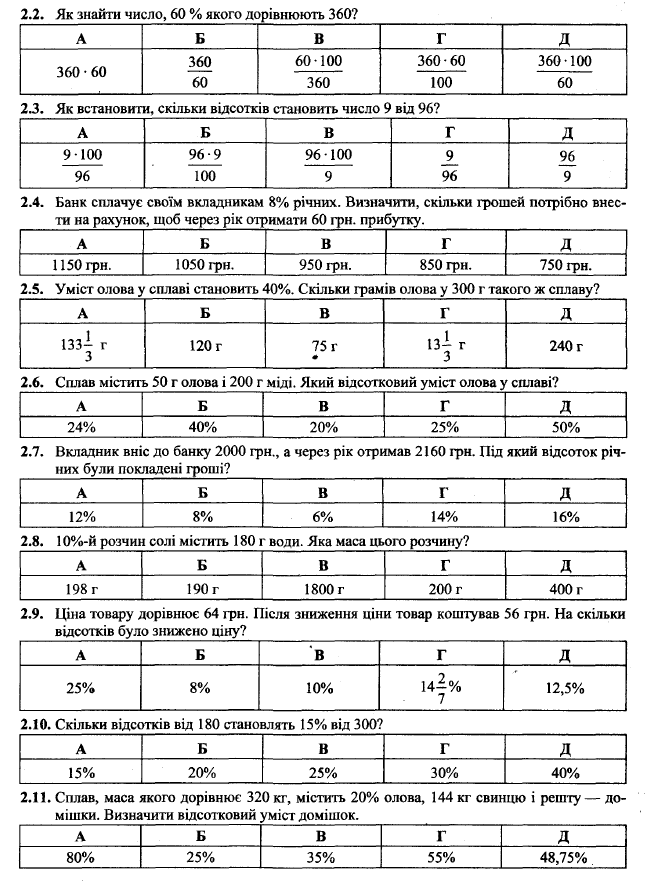 2.2. Як знайти число, 60 % якого дорівнюють 360?
А Б В Г Д
360 · 60 360/60 60 · 100/360 360 · 60/100 360 · 100/60
2.3. Як встановити, скільки відсотків становить число 9 від 96?
А Б В Г Д
9 · 100/96 96 · 9/100 96 · 100/9 9/96 96/9
2.4. Банк сплачує своїм вкладникам 8% річних. Визначити, скільки грошей потрібно внес-
ти на рахунок, щоб через рік отримати 60 грн. прибутку.
А Б В Г Д
1150 грн. 1050 грн. 950 грн. 850 грн. 750 грн.
2.5. Уміст олова у сплаві становить 40%. Скільки грамів олова у 300 г такого ж сплаву?
А Б В Г Д
133 1/3 г 120 г 75 г 13 1/3 г 240 г
2.6. Сплав містить 50 г олова і 200 г міді. Який відсотковий уміст олова у сплаві?
А Б В Г Д
24% 40% 20% 25% 50%
2.7. Вкладник вніс до банку 2000 грн., а через рік отримав 2160 грн. Під який відсоток річ-
них були покладені гроші?
А Б В Г Д
12% 8% 6% 14% 16%
2.8. 10%-й розчин солі містить 180 г води. Яка маса цього розчину?
А Б В Г Д
198 г 190 г 1800 г 200 г 400 г
2.9. Ціна товару дорівнює 64 грн. Після зниження ціни товар коштував 56 грн. На скільки
відсотків було знижено ціну?
А Б В Г Д
25% 8% 10% 14 2/7 % 12,5%
2.10. Скільки відсотків від 180 становлять 15% від 300?
А Б В Г Д
15% 20% 25% 30% 40%
2.11. Сплав, маса якого дорівнює 320 кг, містить 20% олова, 144 кг свинцю і решту — до-
мішки. Визначити відсотковий уміст домішок.
А Б В Г Д
80% 25% 35% 55% 48,75%